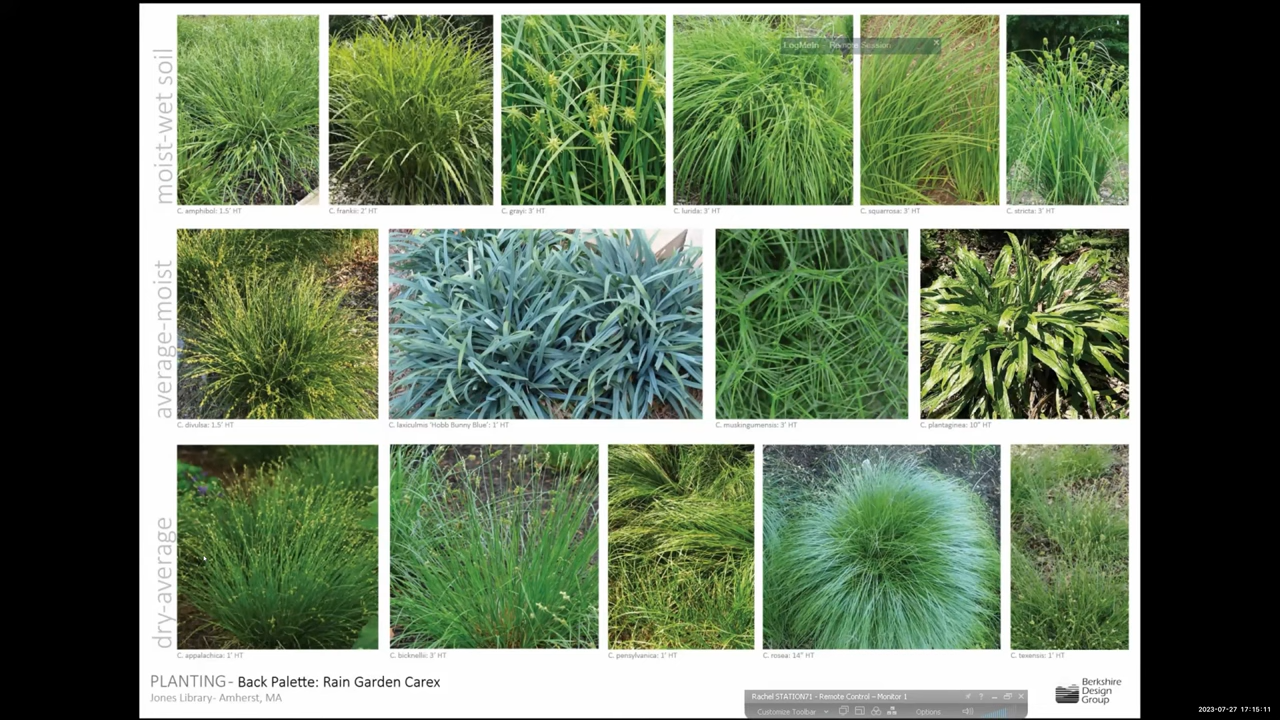 LogMeIn - Remote Session
moist-wet soil
C. amphibol: 1.5' HT
C. frankii: 2' HT
C. grayi: 3' HT
C. lurida: 3' HT
C. squarrosa: 3' HT
C. stricta: 3' HT
average-moist
C. divulsa: 1.5' HT
C. laxiculmis 'Hobb Bunny Blue': 1' HT
C. muskingumensis: 3' HT
C. plantaginea: 10" HT
dry-average
C. appalachica: 1' HT
C. bicknellii: 3' HT
C. pensylvanica: 1' HT
C. rosea: 14" HT
C. texensis: 1' HT
PLANTING- Back Palette: Rain Garden Carex
Jones Library- Amherst, MA
Rachel STATION71 - Remote Control - Monitor 1
Customize Toolbar
Options
Berkshire
Design
Group
2023-07-27 17:15:11